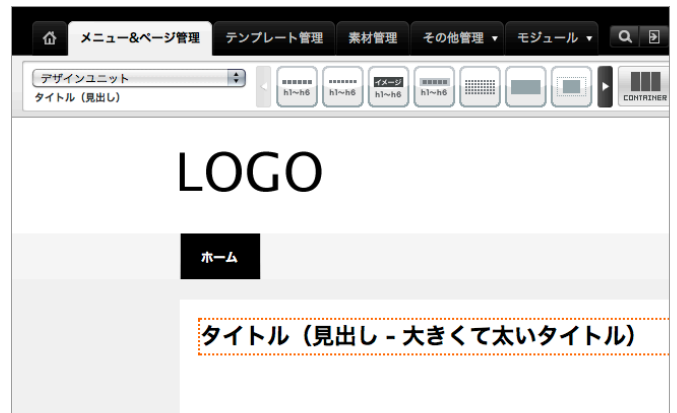 メニュー&ページ管理 テンプレート管理 素材管理 その他管理 ▼ モジュール ▼
デザインユニット
タイトル（見出し）
h1~h6 h1~h6 イメージ h1~h6 h1~h6 CONTAINER
LOGO
ホーム
タイトル（見出し - 大きくて太いタイトル）